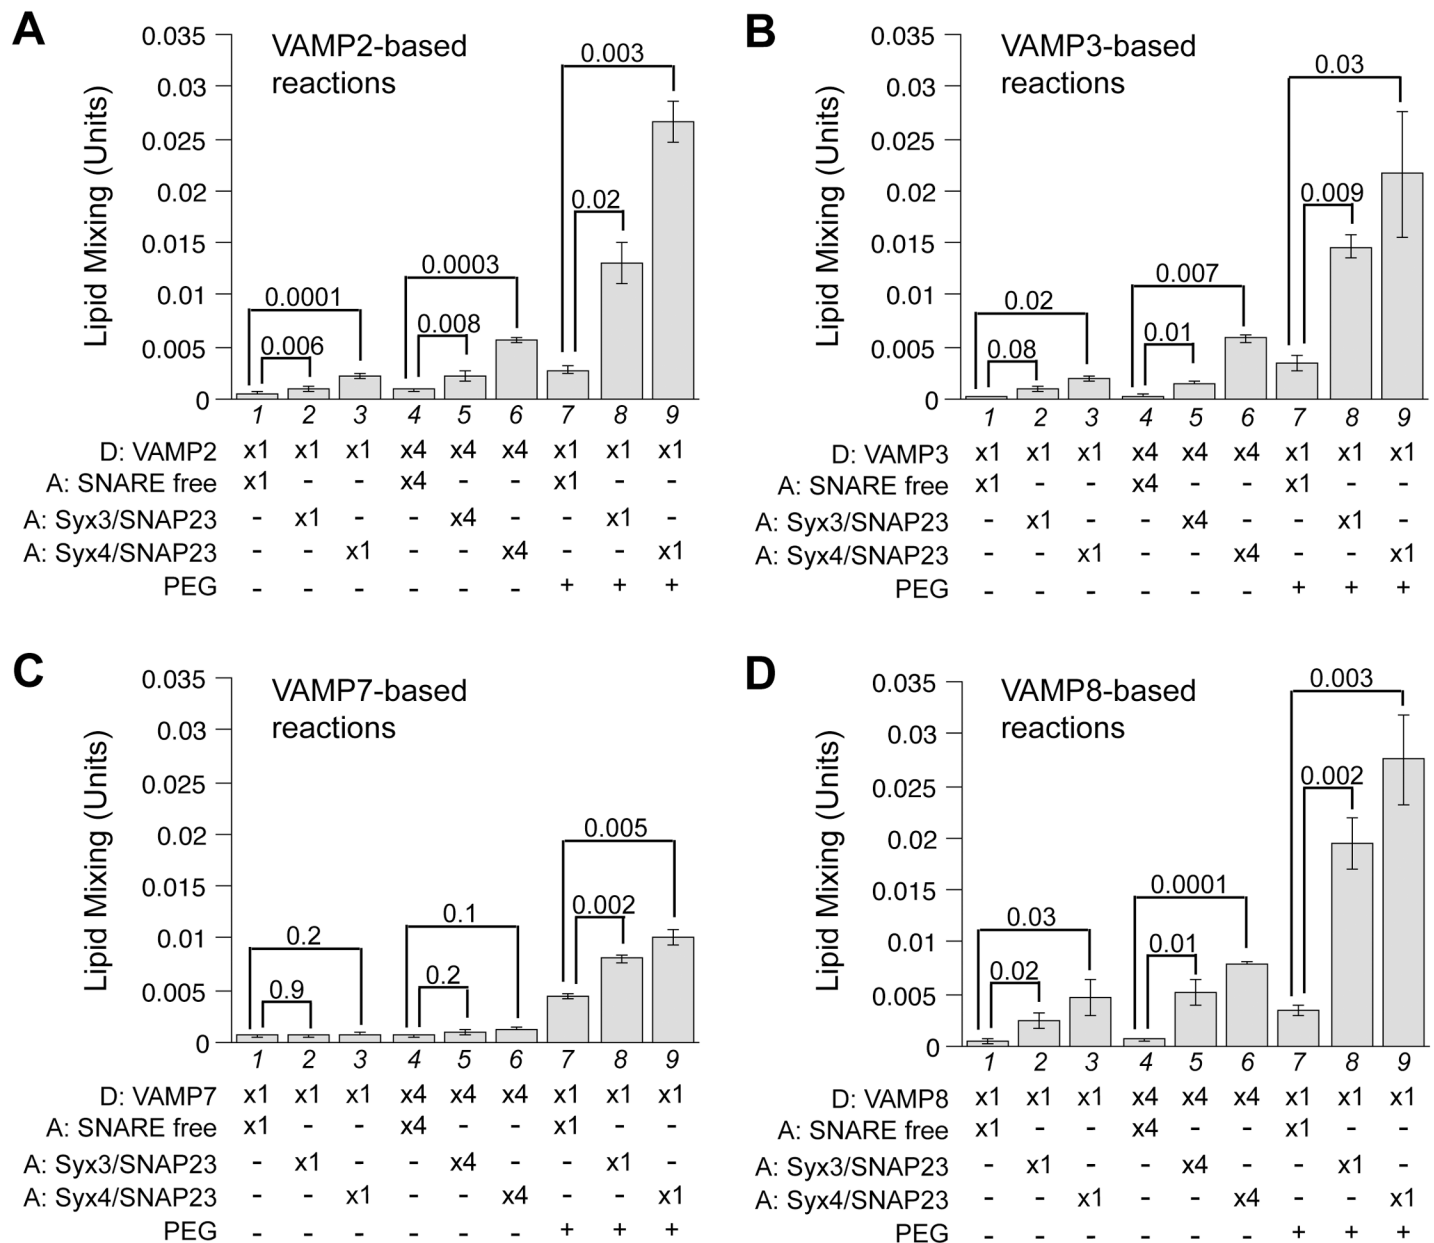 A
VAMP2-based
reactions
Lipid Mixing (Units)
0.035
0.03
0.025
0.02
0.015
0.01
0.005
0
0.0001
0.006
0.0003
0.008
0.003
0.02
1 2 3 4 5 6 7 8 9
D: VAMP2 x1 x1 x1 x4 x4 x4 x1 x1 x1
A: SNARE free x1 - - x4 - - x1 - -
A: Syx3/SNAP23 - x1 - - x4 - - x1 -
A: Syx4/SNAP23 - - x1 - - x4 - - x1
PEG - - - - - - + + +
B
VAMP3-based
reactions
Lipid Mixing (Units)
0.035
0.03
0.025
0.02
0.015
0.01
0.005
0
0.02
0.08
0.007
0.01
0.03
0.009
1 2 3 4 5 6 7 8 9
D: VAMP3 x1 x1 x1 x4 x4 x4 x1 x1 x1
A: SNARE free x1 - - x4 - - x1 - -
A: Syx3/SNAP23 - x1 - - x4 - - x1 -
A: Syx4/SNAP23 - - x1 - - x4 - - x1
PEG - - - - - - + + +
C
VAMP7-based
reactions
Lipid Mixing (Units)
0.035
0.03
0.025
0.02
0.015
0.01
0.005
0
0.2
0.9
0.1
0.2
0.005
0.002
1 2 3 4 5 6 7 8 9
D: VAMP7 x1 x1 x1 x4 x4 x4 x1 x1 x1
A: SNARE free x1 - - x4 - - x1 - -
A: Syx3/SNAP23 - x1 - - x4 - - x1 -
A: Syx4/SNAP23 - - x1 - - x4 - - x1
PEG - - - - - - + + +
D
VAMP8-based
reactions
Lipid Mixing (Units)
0.035
0.03
0.025
0.02
0.015
0.01
0.005
0
0.03
0.02
0.0001
0.01
0.003
0.002
1 2 3 4 5 6 7 8 9
D: VAMP8 x1 x1 x1 x4 x4 x4 x1 x1 x1
A: SNARE free x1 - - x4 - - x1 - -
A: Syx3/SNAP23 - x1 - - x4 - - x1 -
A: Syx4/SNAP23 - - x1 - - x4 - - x1
PEG - - - - - - + + +